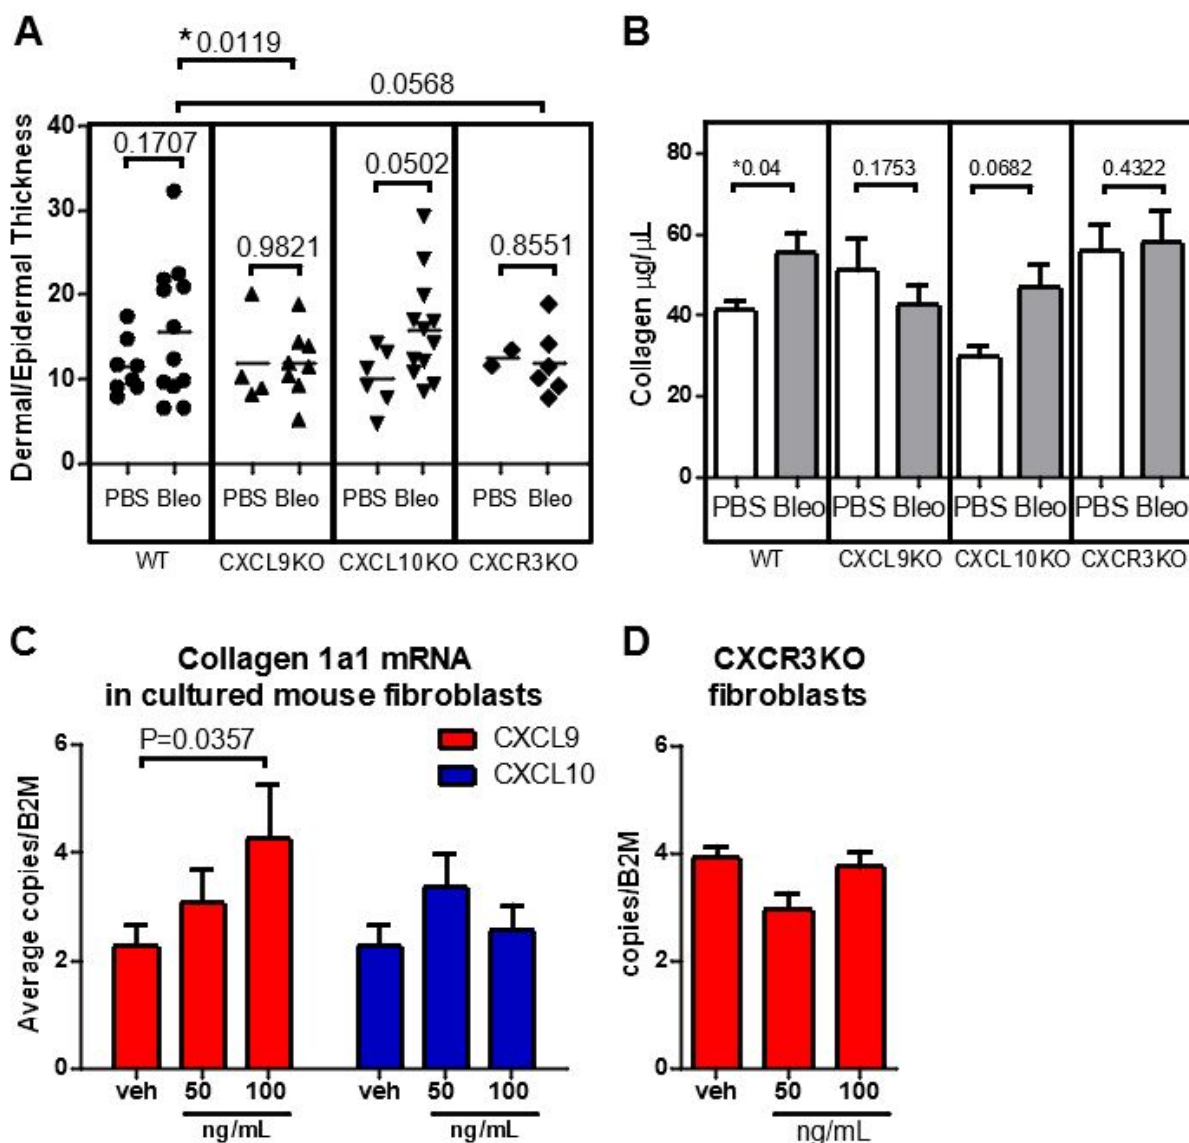 A
*0.0119
0.0568
Dermal/Epidermal Thickness
40
30
20
10
0
0.1707
0.9821
0.0502
0.8551
PBS Bleo PBS Bleo PBS Bleo PBS Bleo
WT CXCL9KO CXCL10KO CXCR3KO
B
Collagen µg/µL
80
60
40
20
0
*0.04 0.1753 0.0682 0.4322
PBS Bleo PBS Bleo PBS Bleo PBS Bleo
WT CXCL9KO CXCL10KO CXCR3KO
C
Collagen 1a1 mRNA
in cultured mouse fibroblasts
Average copies/B2M
6
4
2
0
P=0.0357
CXCL9
CXCL10
veh 50 100 veh 50 100
ng/mL ng/mL
D
CXCR3KO
fibroblasts
copies/B2M
6
4
2
0
veh 50 100
ng/mL